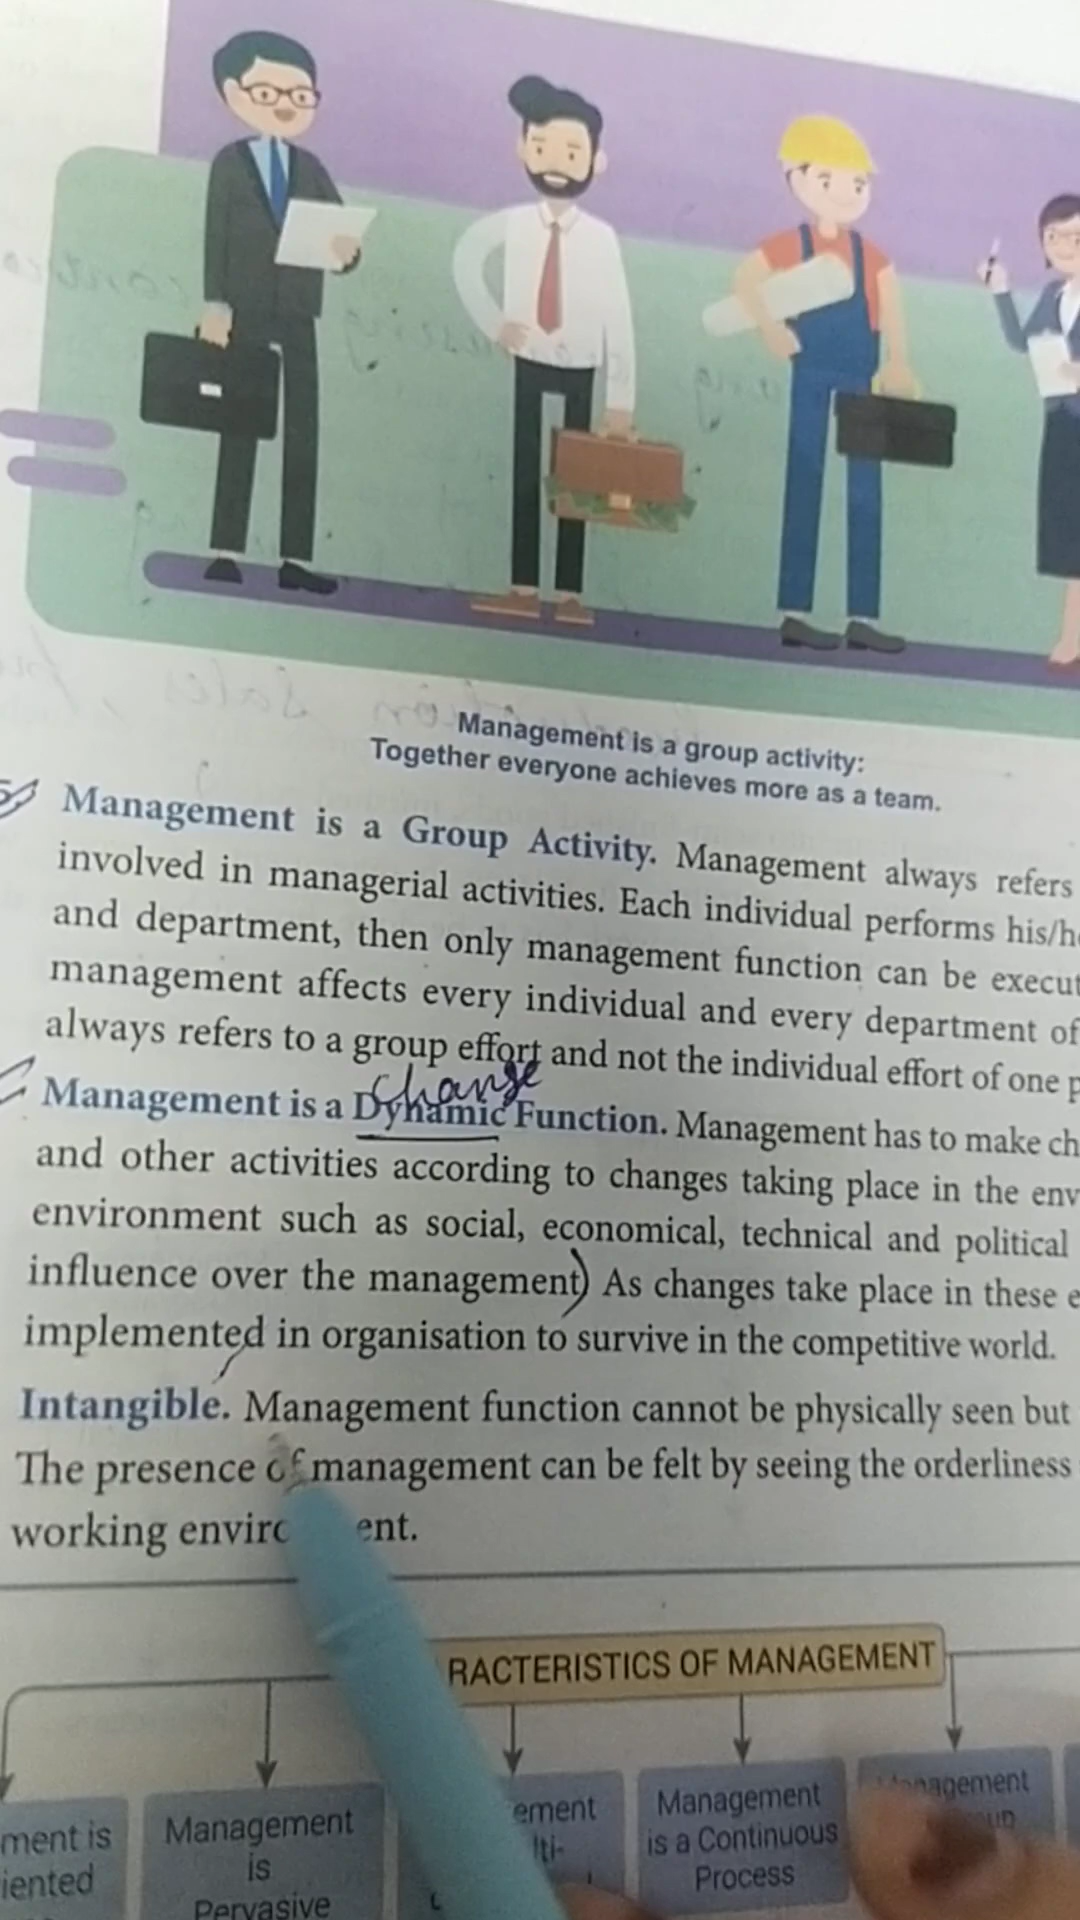 Management is a group activity:
Together everyone achieves more as a team.
Management is a Group Activity. Management always refers
involved in managerial activities. Each individual performs his/h
and department, then only management function can be execut
management affects every individual and every department of
always refers to a group effort and not the individual effort of one p
Change
Management is a Dynamic Function. Management has to make ch
and other activities according to changes taking place in the env
environment such as social, economical, technical and political
influence over the management) As changes take place in these e
implemented in organisation to survive in the competitive world.
Intangible. Management function cannot be physically seen but
The presence of management can be felt by seeing the orderliness
working ent.
RACTERISTICS OF MANAGEMENT
ment is
iented
Management
is
Pervasive
ement
lti-
Management
is a Continuous
Process
Management